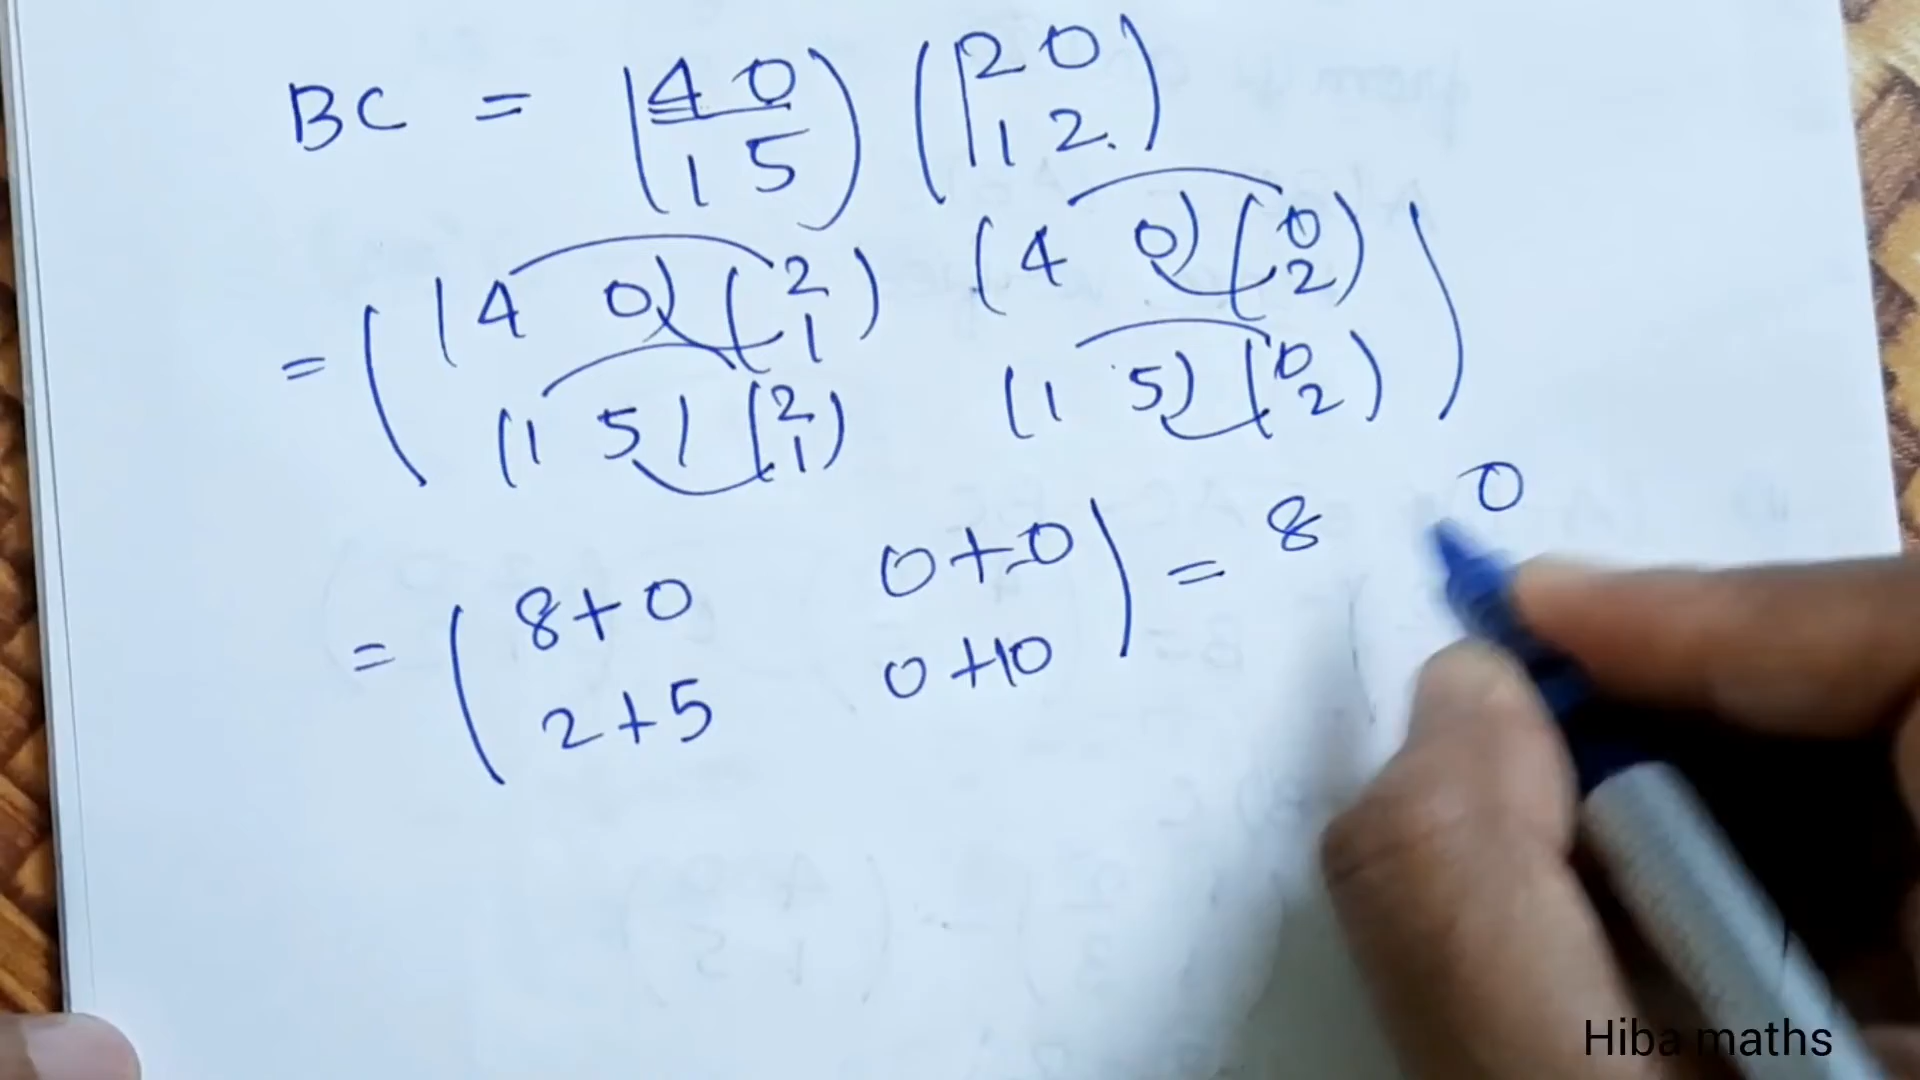 BC = (4 0) (2 0)
(1 5) (1 2)
= ( (4 0) (2 1) (4 0) (0 2) )
(1 5) (2 1) (1 5) (0 2)
= ( 8+0 0+0 ) = 8 0
2+5 0+10
Hiba maths